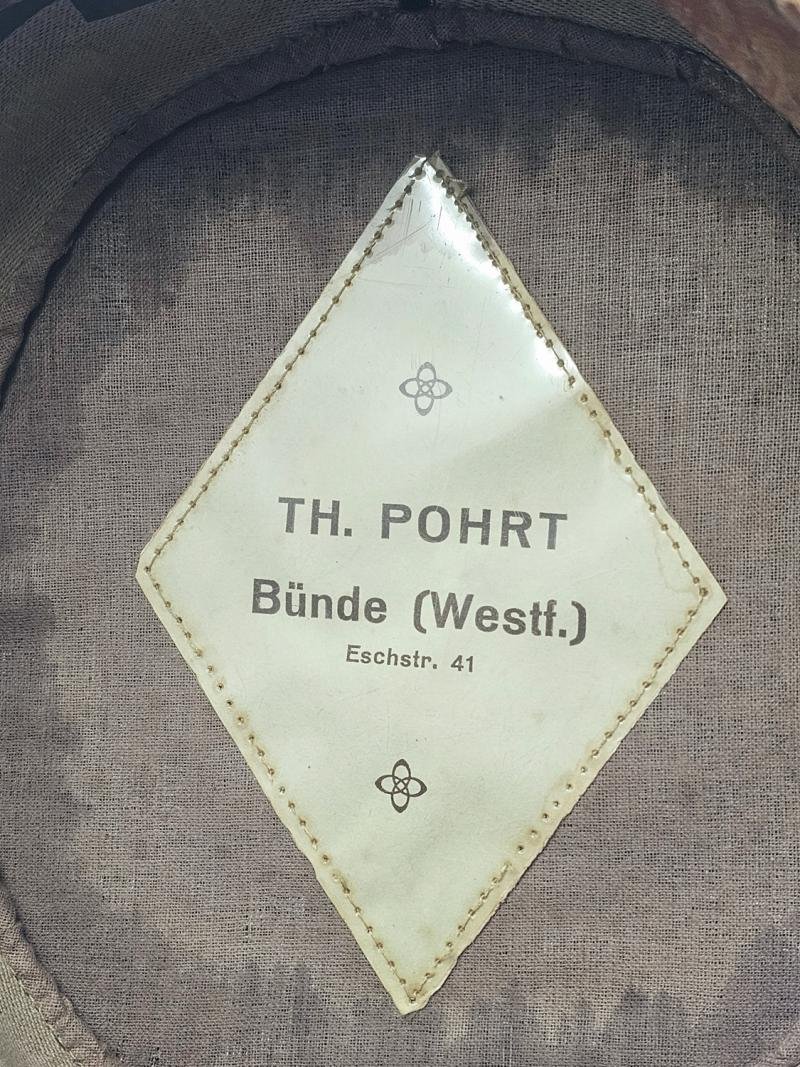 TH. POHRT
Bünde (Westf.)
Eschstr. 41